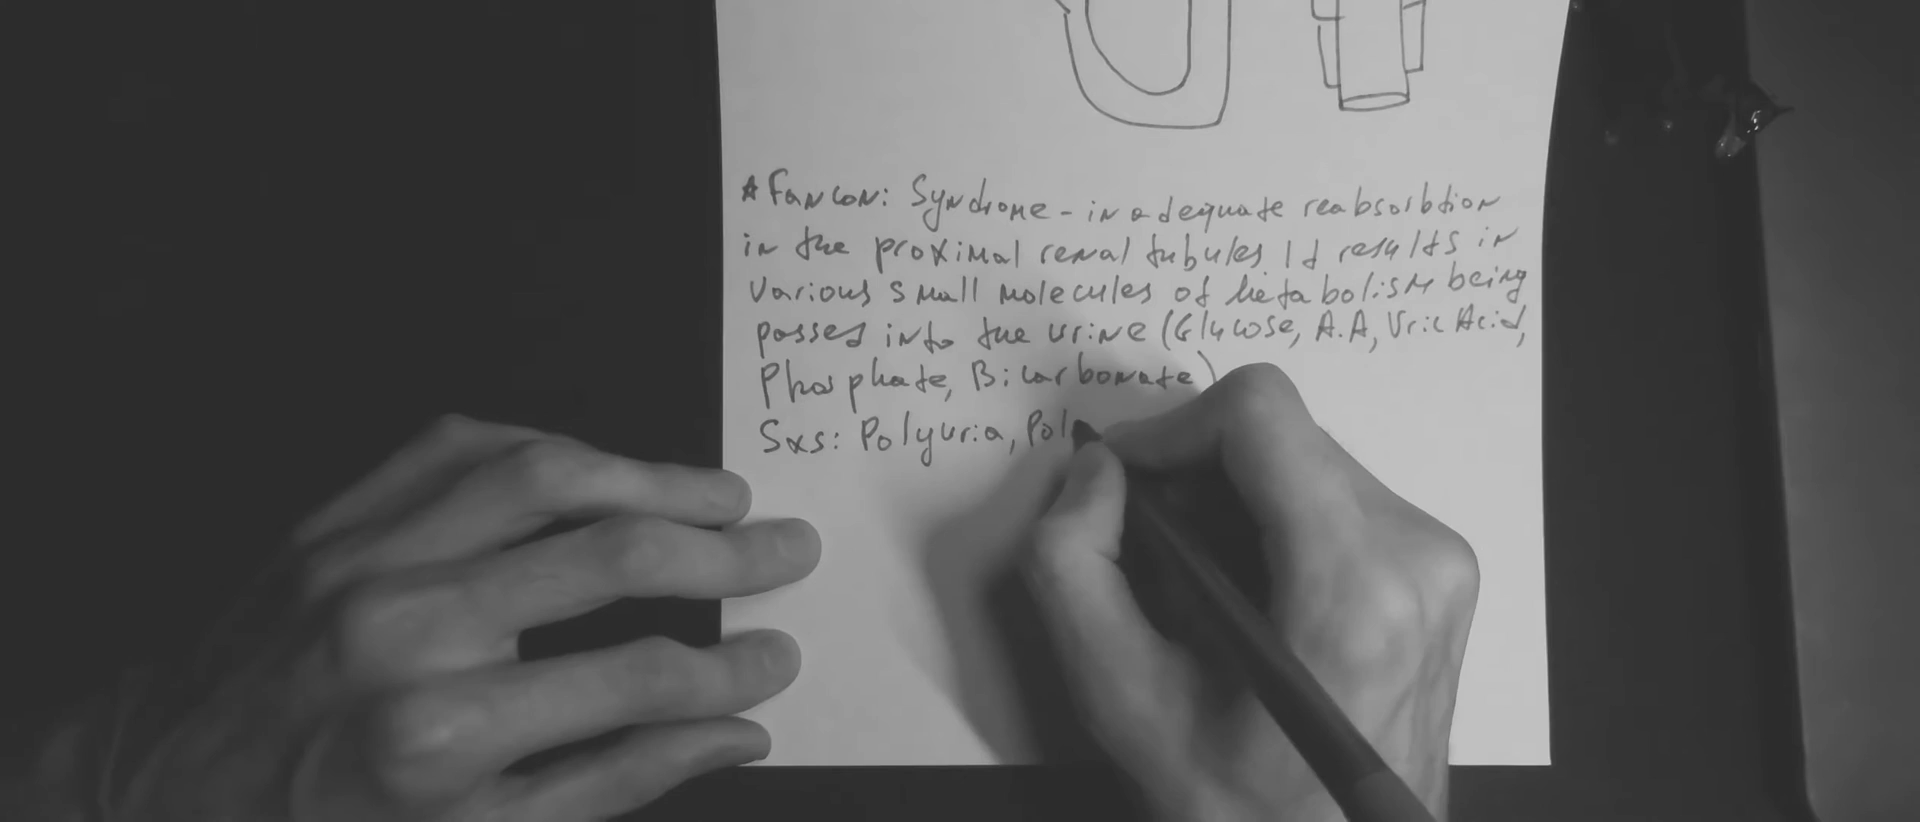 * Fancon: Syndrome - inadequate reabsorbtion
in the proximal renal tubules. It results in
various small molecules of metabolism being
passed into the urine (Glucose, A.A, Uric Acid,
Phosphate, Bicarbonate)
Sxs: Polyuria, Pol